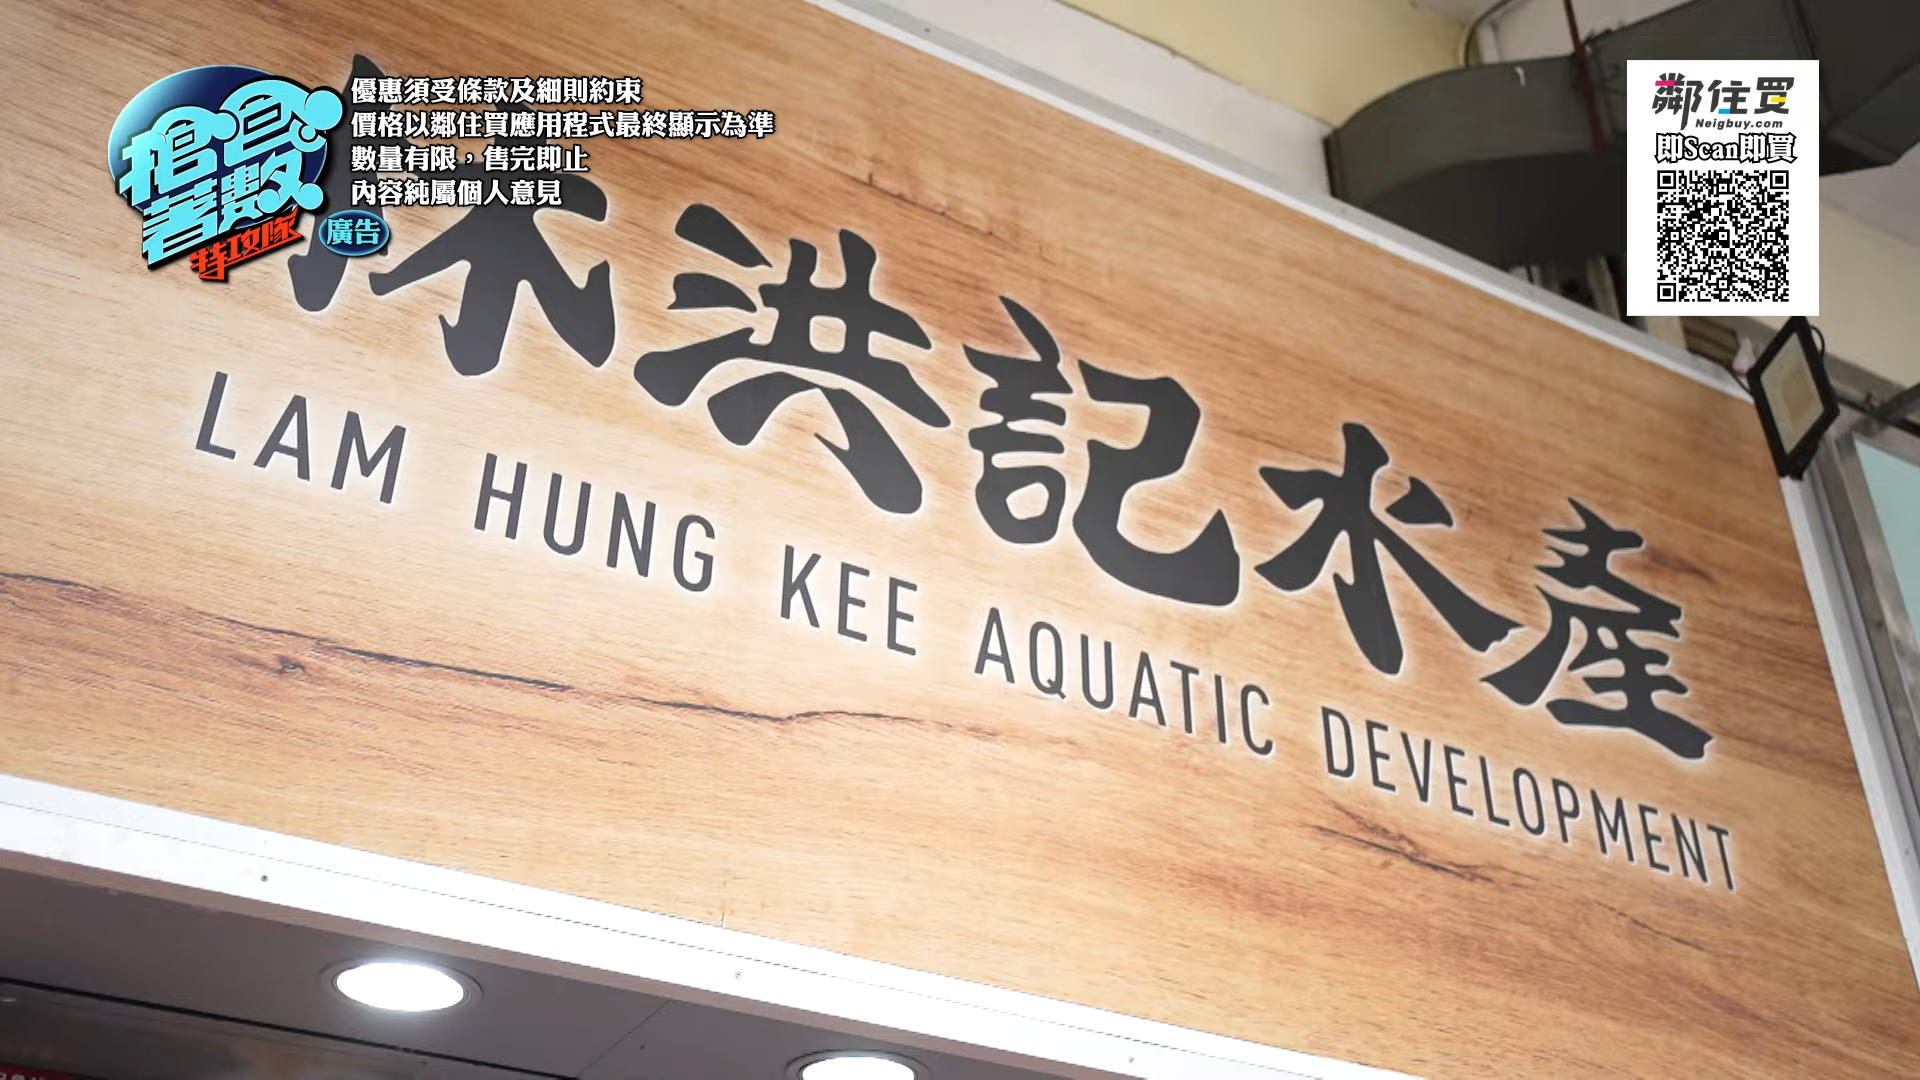 搶食
著數
特攻隊
廣告
優惠須受條款及細則約束
價格以鄰住買應用程式最終顯示為準
數量有限，售完即止
內容純屬個人意見
鄰住買
Neigbuy.com
即Scan即買
林洪記水產
LAM HUNG KEE AQUATIC DEVELOPMENT